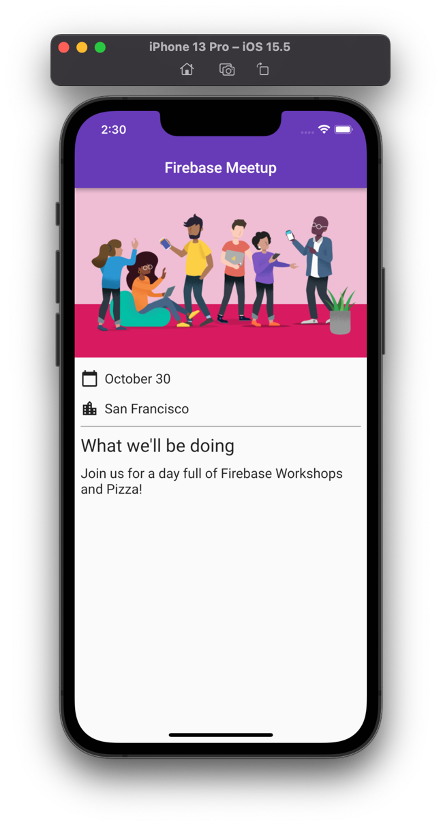 iPhone 13 Pro – iOS 15.5
2:30
Firebase Meetup
October 30
San Francisco
What we'll be doing
Join us for a day full of Firebase Workshops
and Pizza!